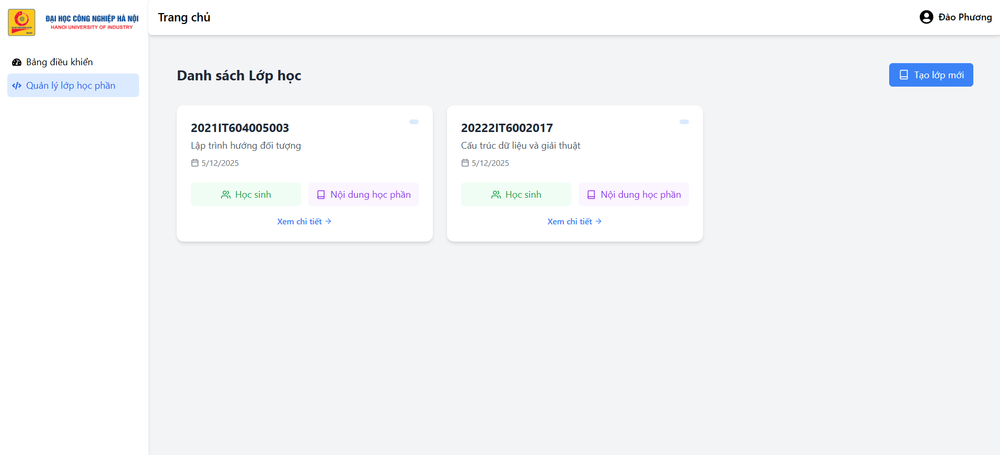 ĐẠI HỌC CÔNG NGHIỆP HÀ NỘI
HANOI UNIVERSITY OF INDUSTRY
Trang chủ
Đào Phương
Bảng điều khiển
Quản lý lớp học phần
Danh sách Lớp học
Tạo lớp mới
2021IT604005003
Lập trình hướng đối tượng
5/12/2025
Học sinh
Nội dung học phần
Xem chi tiết →
20222IT6002017
Cấu trúc dữ liệu và giải thuật
5/12/2025
Học sinh
Nội dung học phần
Xem chi tiết →